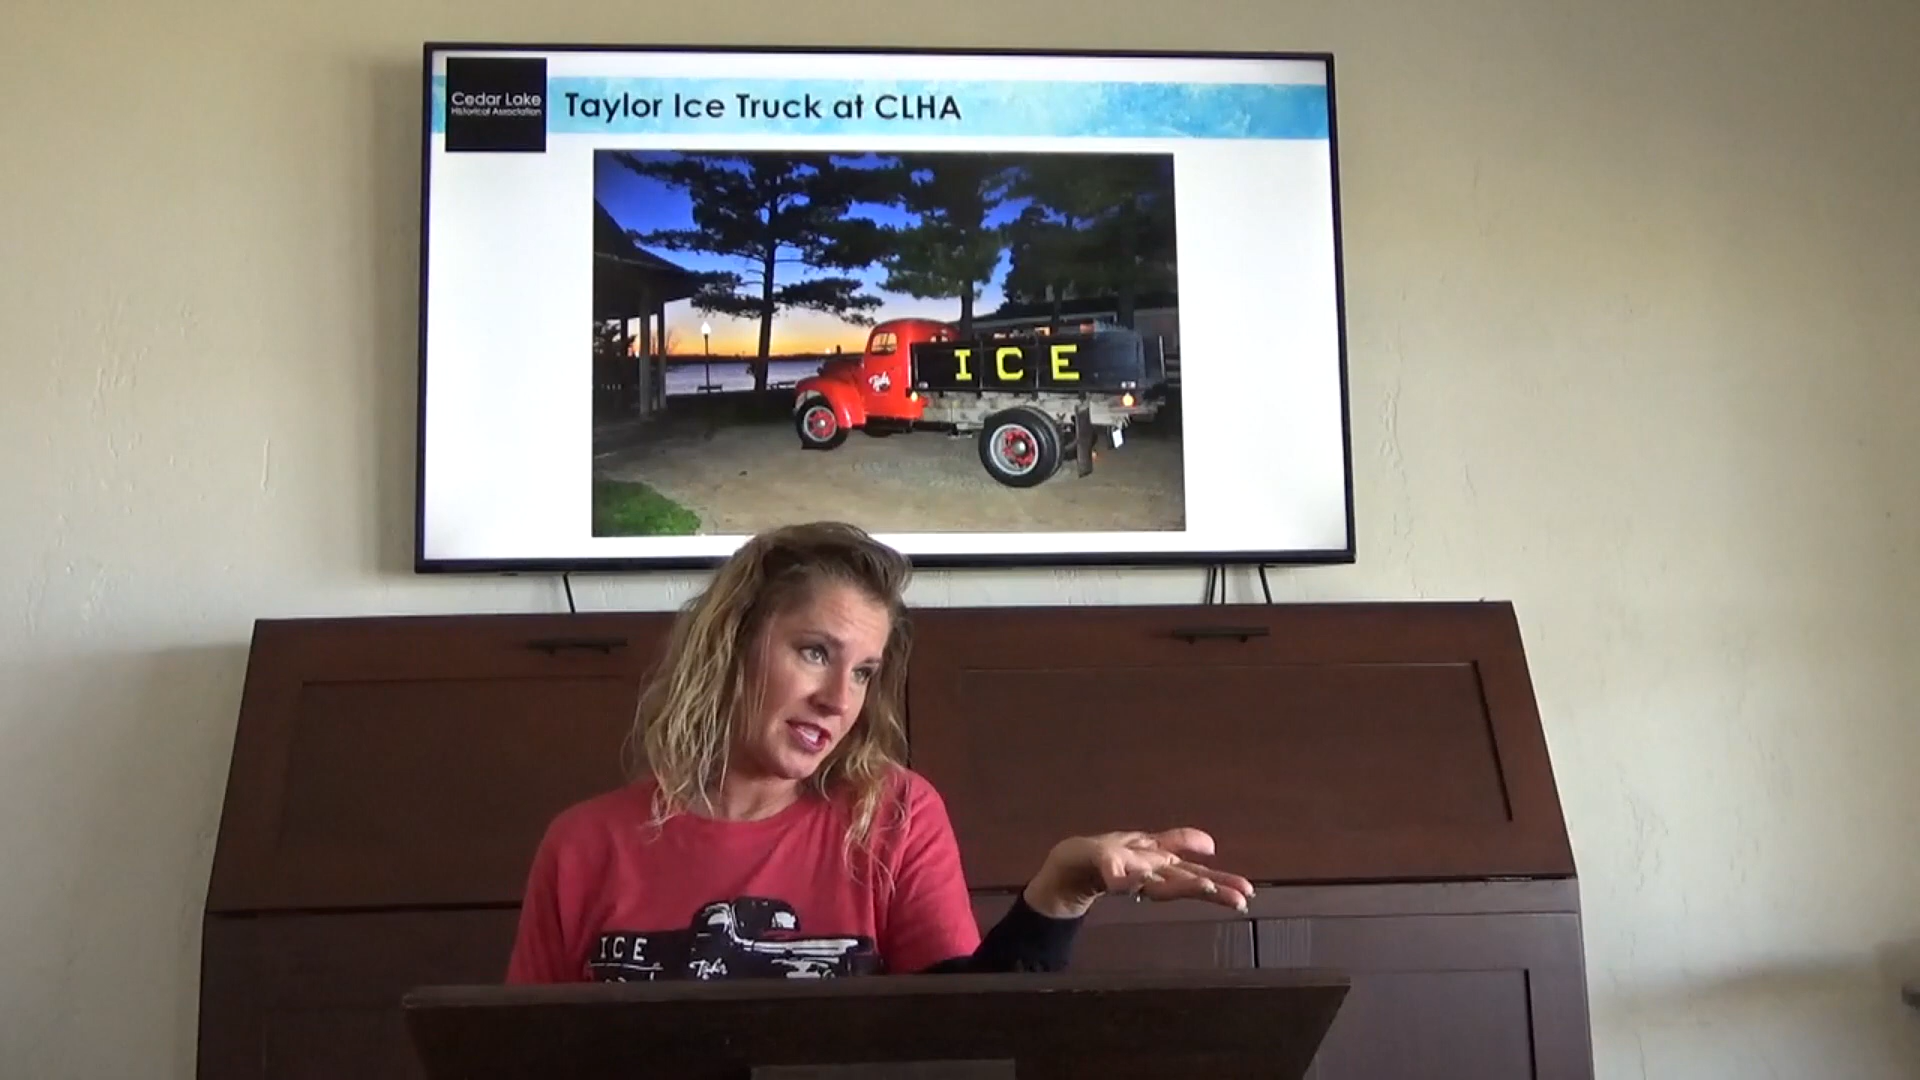 Cedar Lake
Historical Association
Taylor Ice Truck at CLHA
ICE
ICE